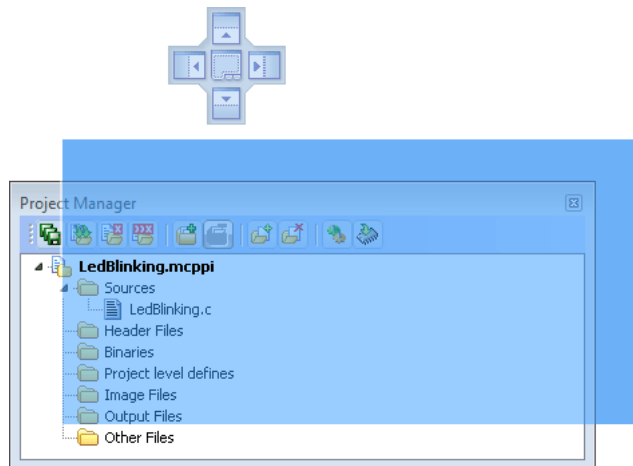 Project Manager
LedBlinking.mcppi
Sources
LedBlinking.c
Header Files
Binaries
Project level defines
Image Files
Output Files
Other Files